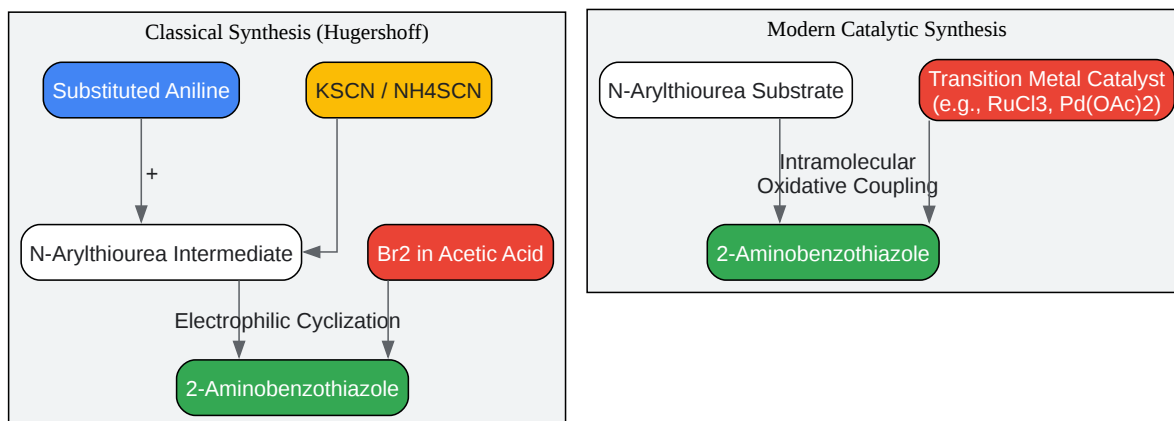 Classical Synthesis (Hugershoff)
Substituted Aniline
KSCN / NH4SCN
+
N-Arylthiourea Intermediate
Br2 in Acetic Acid
Electrophilic Cyclization
2-Aminobenzothiazole
Modern Catalytic Synthesis
N-Arylthiourea Substrate
Transition Metal Catalyst
(e.g., RuCl3, Pd(OAc)2)
Intramolecular
Oxidative Coupling
2-Aminobenzothiazole